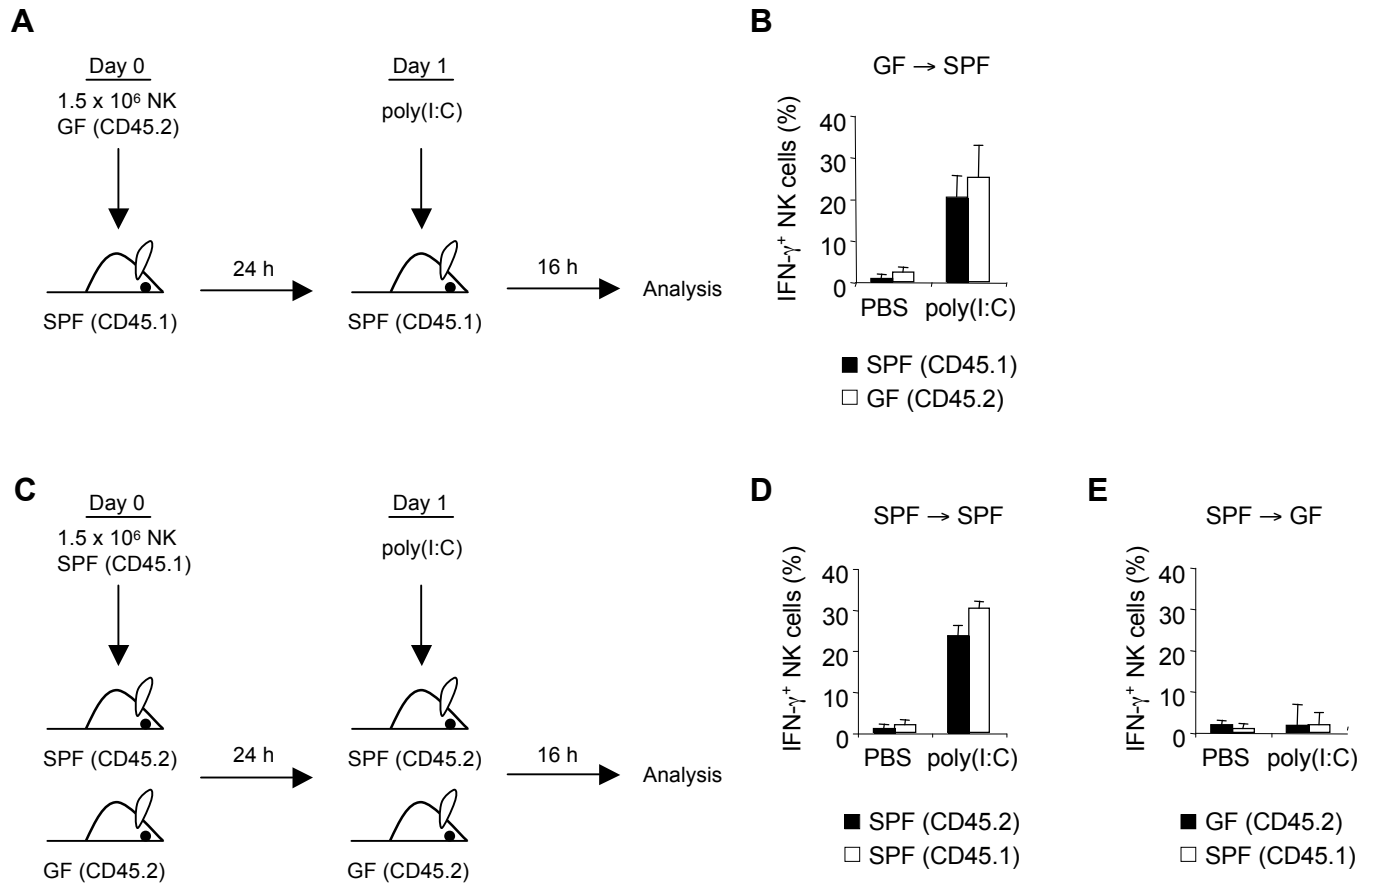 A
Day 0
1.5 x 10⁶ NK
GF (CD45.2)
Day 1
poly(I:C)
24 h
16 h
Analysis
SPF (CD45.1)
SPF (CD45.1)
B
GF → SPF
IFN-γ⁺ NK cells (%)
40
30
20
10
0
PBS
poly(I:C)
SPF (CD45.1)
GF (CD45.2)
C
Day 0
1.5 x 10⁶ NK
SPF (CD45.1)
Day 1
poly(I:C)
SPF (CD45.2)
SPF (CD45.2)
24 h
16 h
Analysis
GF (CD45.2)
GF (CD45.2)
D
SPF → SPF
IFN-γ⁺ NK cells (%)
40
30
20
10
0
PBS
poly(I:C)
SPF (CD45.2)
SPF (CD45.1)
E
SPF → GF
IFN-γ⁺ NK cells (%)
40
30
20
10
0
PBS
poly(I:C)
GF (CD45.2)
SPF (CD45.1)